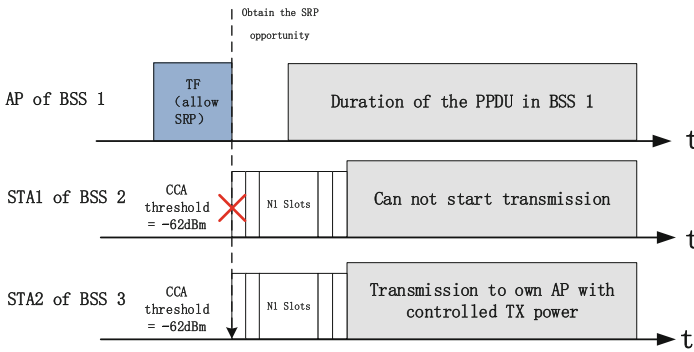 Obtain the SRP
opportunity
AP of BSS 1
TF
(allow
SRP)
Duration of the PPDU in BSS 1
t
STA1 of BSS 2
CCA
threshold
= -62dBm
N1 Slots
Can not start transmission
t
STA2 of BSS 3
CCA
threshold
= -62dBm
N1 Slots
Transmission to own AP with
controlled TX power
t